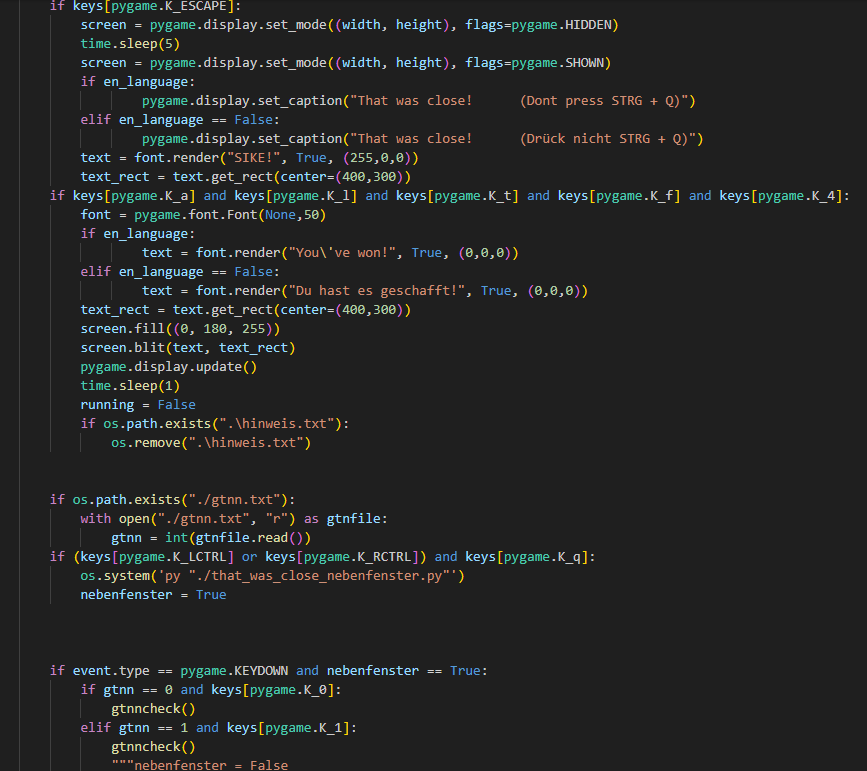 if keys[pygame.K_ESCAPE]:
    screen = pygame.display.set_mode((width, height), flags=pygame.HIDDEN)
    time.sleep(5)
    screen = pygame.display.set_mode((width, height), flags=pygame.SHOWN)
    if en_language:
            pygame.display.set_caption("That was close!      (Dont press STRG + Q)")
    elif en_language == False:
            pygame.display.set_caption("That was close!      (Drück nicht STRG + Q)")
    text = font.render("SIKE!", True, (255,0,0))
    text_rect = text.get_rect(center=(400,300))
if keys[pygame.K_a] and keys[pygame.K_l] and keys[pygame.K_t] and keys[pygame.K_f] and keys[pygame.K_4]:
    font = pygame.font.Font(None,50)
    if en_language:
            text = font.render("You\'ve won!", True, (0,0,0))
    elif en_language == False:
            text = font.render("Du hast es geschafft!", True, (0,0,0))
    text_rect = text.get_rect(center=(400,300))
    screen.fill((0, 180, 255))
    screen.blit(text, text_rect)
    pygame.display.update()
    time.sleep(1)
    running = False
    if os.path.exists(".\hinweis.txt"):
        os.remove(".\hinweis.txt")
if os.path.exists("./gtnn.txt"):
    with open("./gtnn.txt", "r") as gtnfile:
        gtnn = int(gtnfile.read())
if (keys[pygame.K_LCTRL] or keys[pygame.K_RCTRL]) and keys[pygame.K_q]:
    os.system('py "./that_was_close_nebenfenster.py"')
    nebenfenster = True
if event.type == pygame.KEYDOWN and nebenfenster == True:
    if gtnn == 0 and keys[pygame.K_0]:
        gtnncheck()
    elif gtnn == 1 and keys[pygame.K_1]:
        gtnncheck()
        """nebenfenster = False